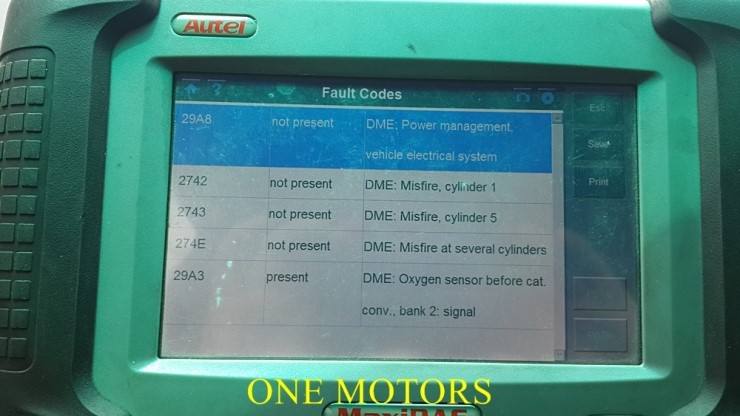 Autel
Fault Codes
Esc
29A8 not present DME: Power management,
vehicle electrical system
Save
2742 not present DME: Misfire, cylinder 1
Print
2743 not present DME: Misfire, cylinder 5
274E not present DME: Misfire at several cylinders
29A3 present DME: Oxygen sensor before cat.
conv., bank 2: signal
ONE MOTORS
MaxiDAS